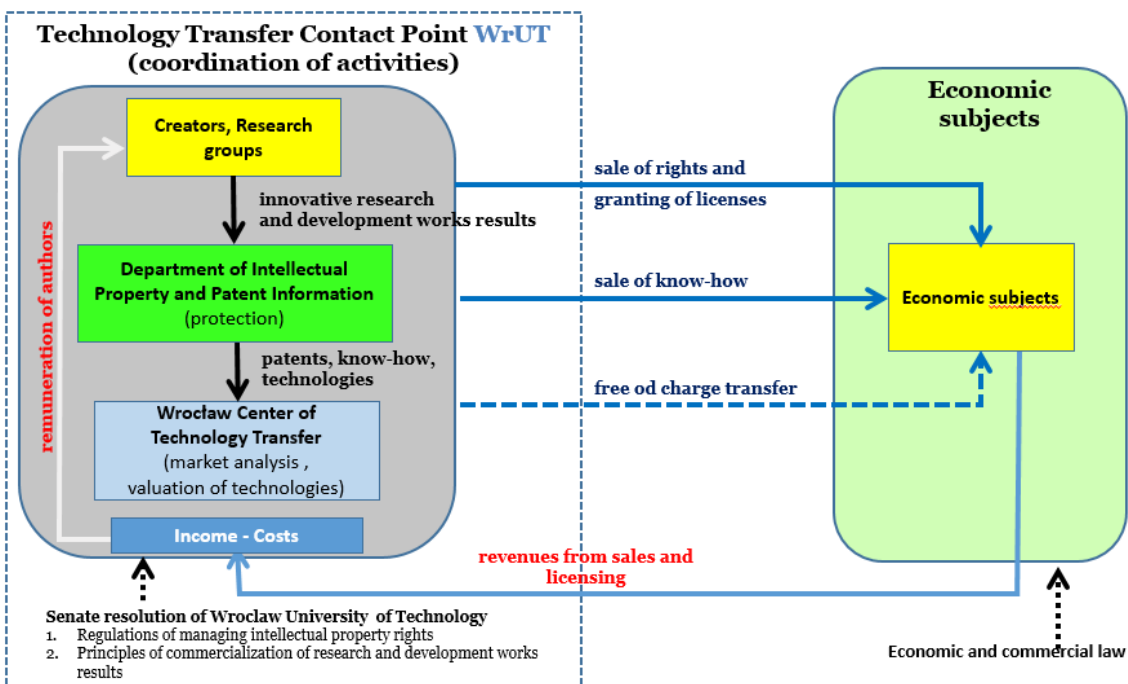 Technology Transfer Contact Point WrUT
(coordination of activities)
Creators, Research
groups
innovative research
and development works results
Department of Intellectual
Property and Patent Information
(protection)
patents, know-how,
technologies
Wrocław Center of
Technology Transfer
(market analysis ,
valuation of technologies)
Income - Costs
remuneration of authors
Senate resolution of Wroclaw University of Technology
1. Regulations of managing intellectual property rights
2. Principles of commercialization of research and development works
results
sale of rights and
granting of licenses
sale of know-how
free od charge transfer
revenues from sales and
licensing
Economic
subjects
Economic subjects
Economic and commercial law